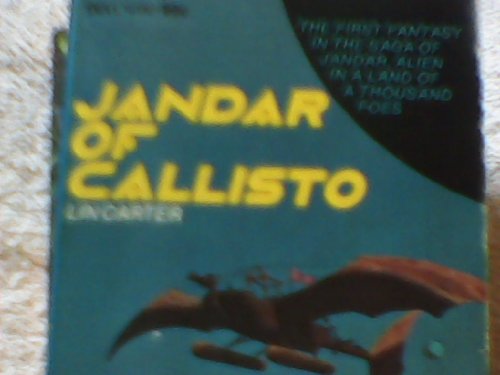 THE FIRST FANTASY
IN THE SAGA OF
JANDAR, ALIEN
IN A LAND OF
A THOUSAND
FOES
JANDAR
OF
CALLISTO
LIN CARTER